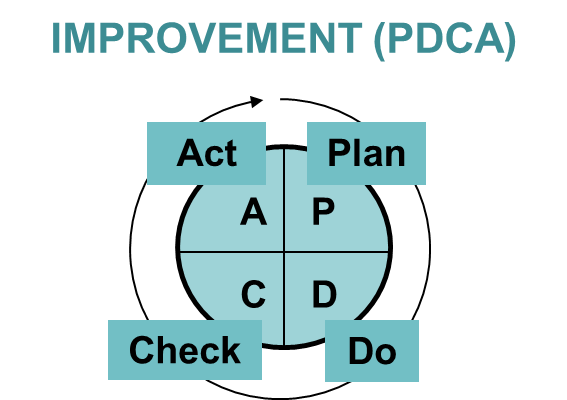 IMPROVEMENT (PDCA)
Act
Plan
A
P
C
D
Check
Do